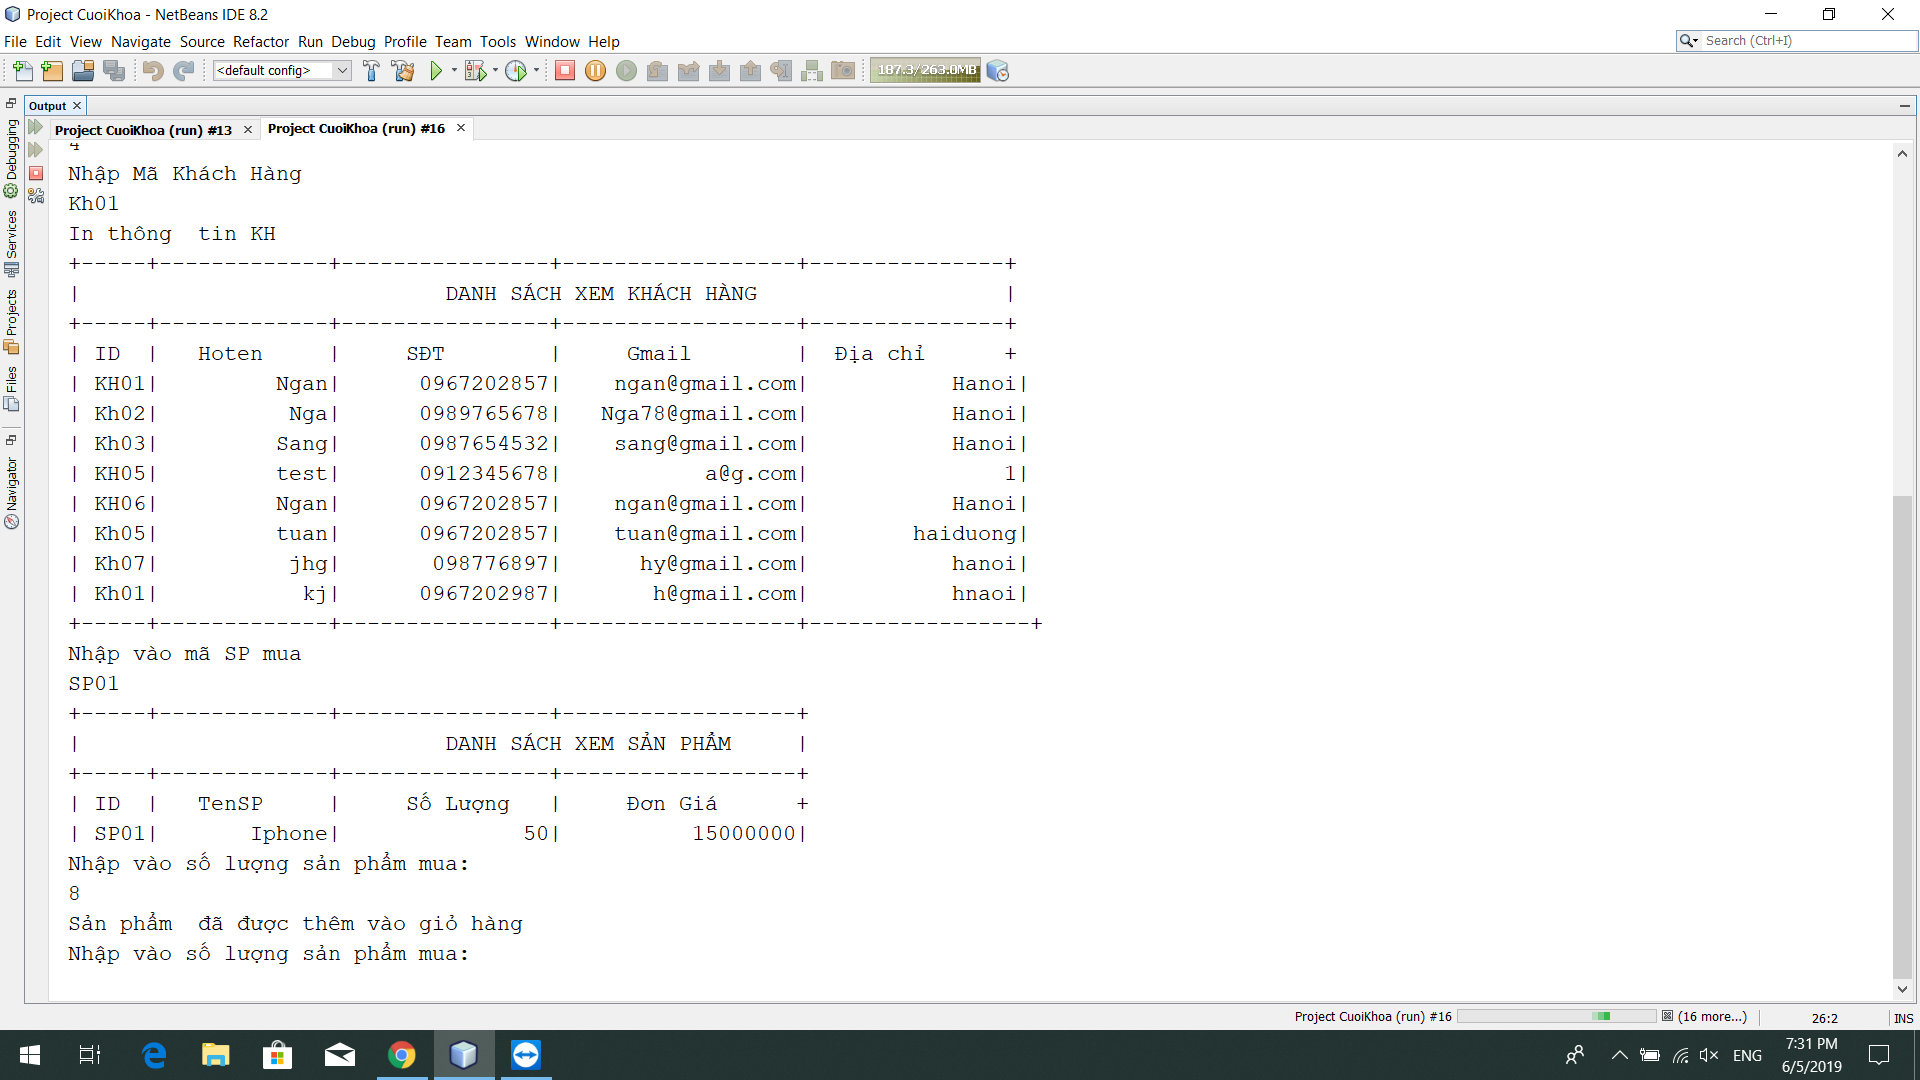 Project CuoiKhoa - NetBeans IDE 8.2
File Edit View Navigate Source Refactor Run Debug Profile Team Tools Window Help
Search (Ctrl+I)
<default config>
187.3/263.0MB
Output
Project CuoiKhoa (run) #13
Project CuoiKhoa (run) #16
Debugging
Services
Projects
Files
Navigator
4
Nhập Mã Khách Hàng
Kh01
In thông  tin KH
+-----+-------------+----------------+------------------+---------------+
|                            DANH SÁCH XEM KHÁCH HÀNG                   |
+-----+-------------+----------------+------------------+---------------+
| ID  |   Hoten     |     SĐT        |     Gmail        |  Địa chỉ      +
| KH01|         Ngan|      0967202857|    ngan@gmail.com|           Hanoi|
| Kh02|          Nga|      0989765678|   Nga78@gmail.com|           Hanoi|
| Kh03|         Sang|      0987654532|    sang@gmail.com|           Hanoi|
| KH05|         test|      0912345678|           a@g.com|               1|
| KH06|         Ngan|      0967202857|    ngan@gmail.com|           Hanoi|
| Kh05|         tuan|      0967202857|    tuan@gmail.com|        haiduong|
| Kh07|          jhg|       098776897|      hy@gmail.com|           hanoi|
| Kh01|           kj|      0967202987|       h@gmail.com|           hnaoi|
+-----+-------------+----------------+------------------+-----------------+
Nhập vào mã SP mua
SP01
+-----+-------------+----------------+------------------+
|                            DANH SÁCH XEM SẢN PHẨM     |
+-----+-------------+----------------+------------------+
| ID  |   TenSP     |     Số Lượng   |     Đơn Giá      +
| SP01|       Iphone|              50|          15000000|
Nhập vào số lượng sản phẩm mua:
8
Sản phẩm  đã được thêm vào giỏ hàng
Nhập vào số lượng sản phẩm mua:
Project CuoiKhoa (run) #16
(16 more...)
26:2
INS
ENG
7:31 PM
6/5/2019